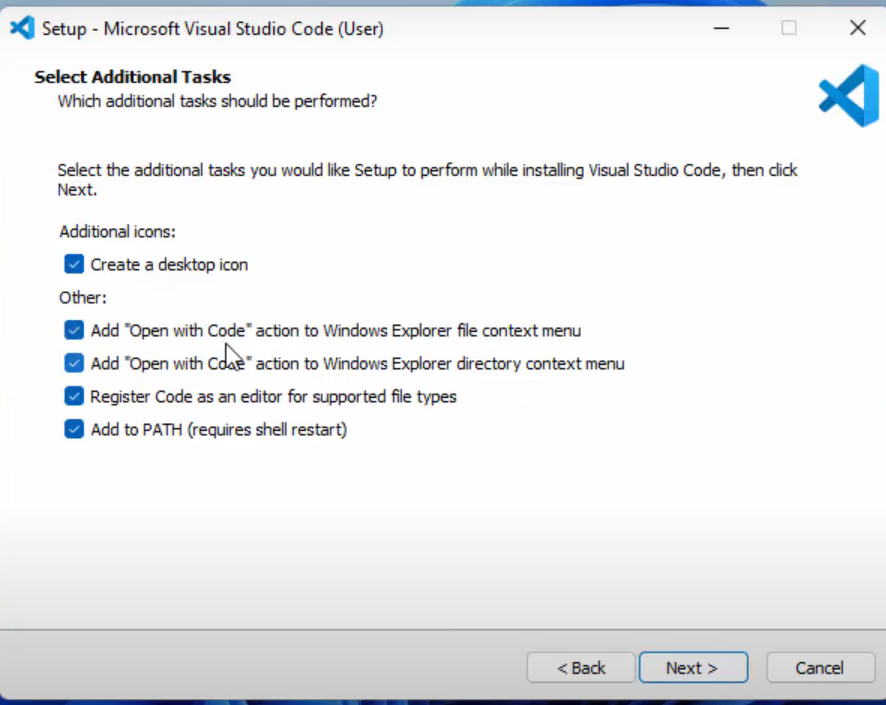 Setup - Microsoft Visual Studio Code (User)
Select Additional Tasks
Which additional tasks should be performed?
Select the additional tasks you would like Setup to perform while installing Visual Studio Code, then click
Next.
Additional icons:
Create a desktop icon
Other:
Add "Open with Code" action to Windows Explorer file context menu
Add "Open with Code" action to Windows Explorer directory context menu
Register Code as an editor for supported file types
Add to PATH (requires shell restart)
< Back
Next >
Cancel